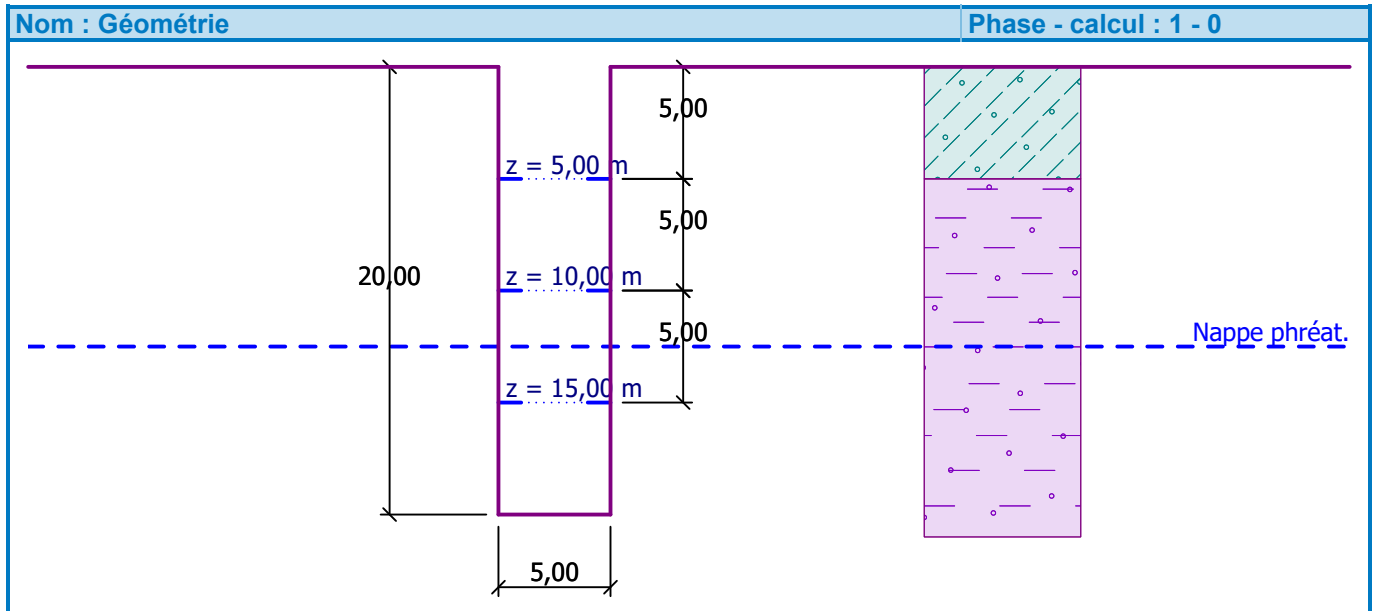 Nom : Géométrie
Phase - calcul : 1 - 0
5,00
z = 5,00 m
5,00
20,00
z = 10,00 m
5,00
Nappe phréat.
z = 15,00 m
5,00